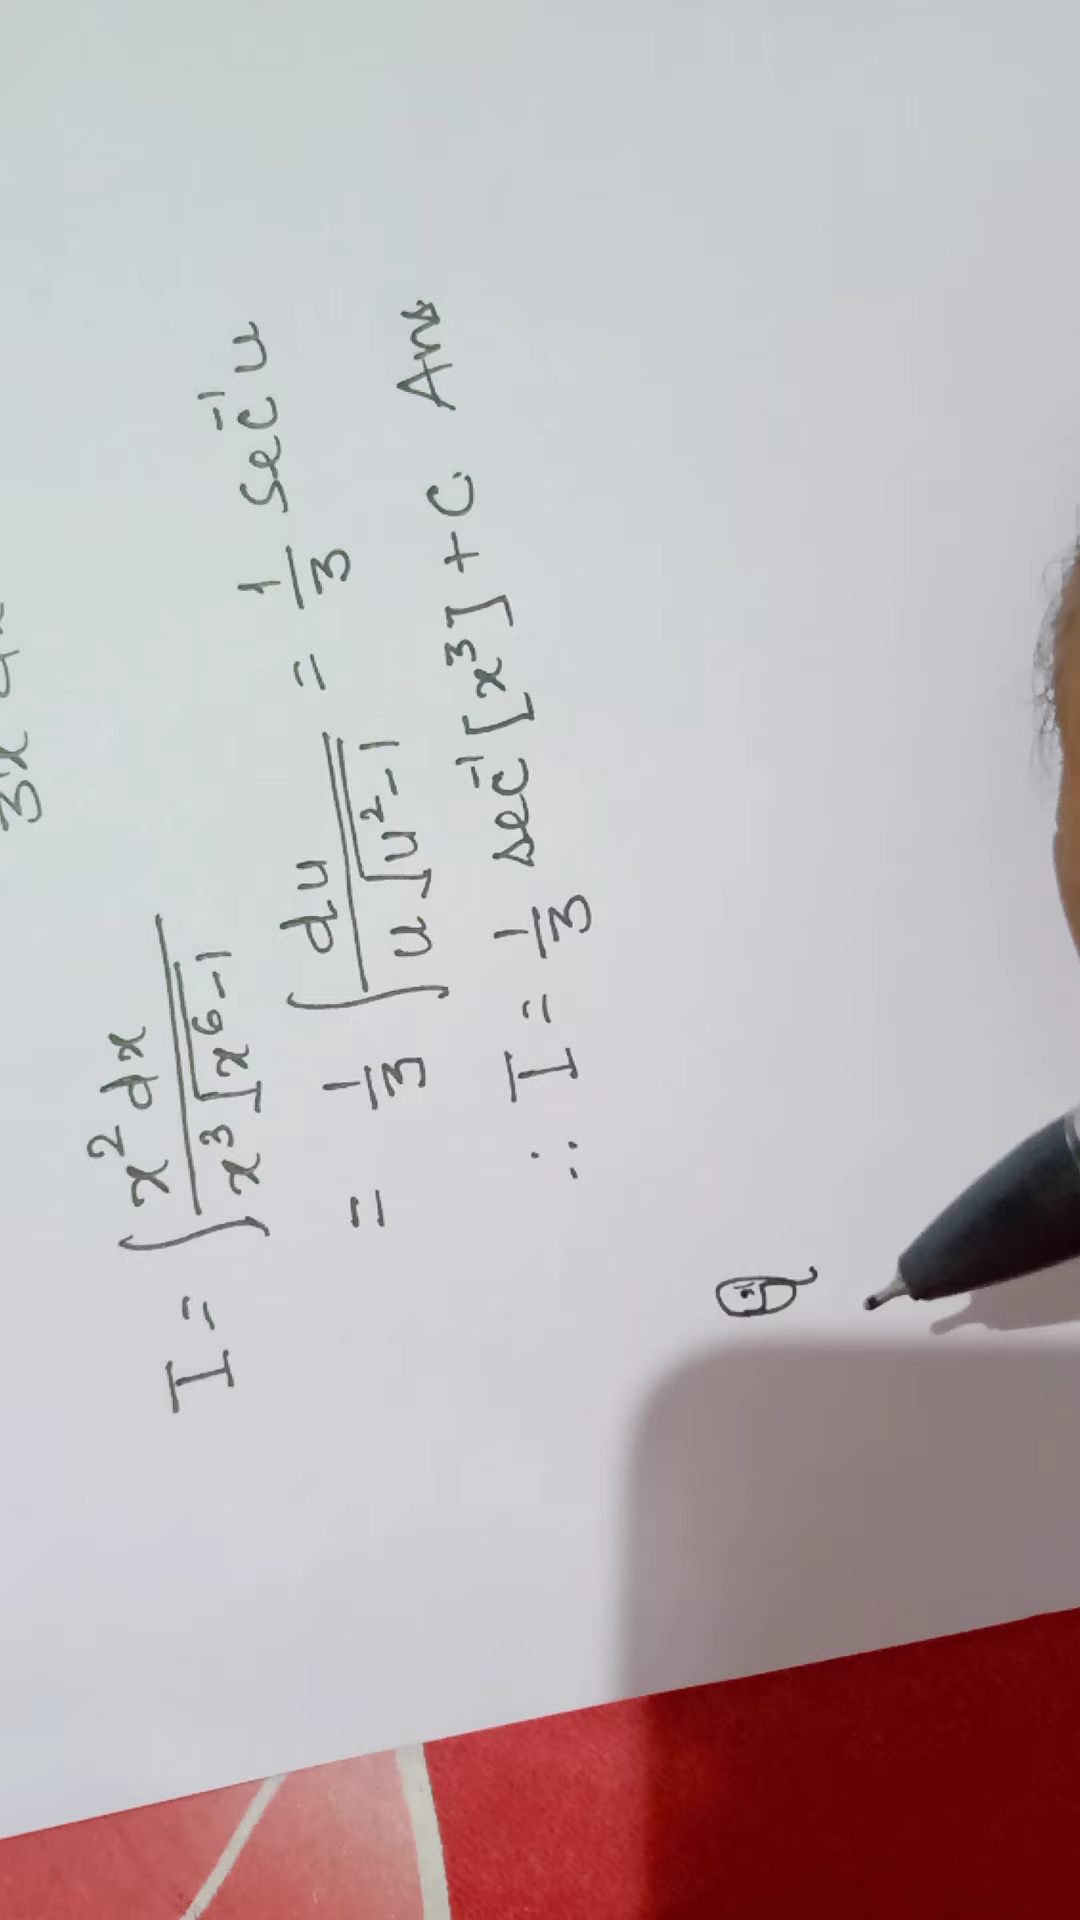 I = ∫ x² dx / x³ √x⁶-1
= 1/3 ∫ du / u √u²-1 = 1/3 sec⁻¹ u
∴ I = 1/3 sec⁻¹ [x³] + C Ans